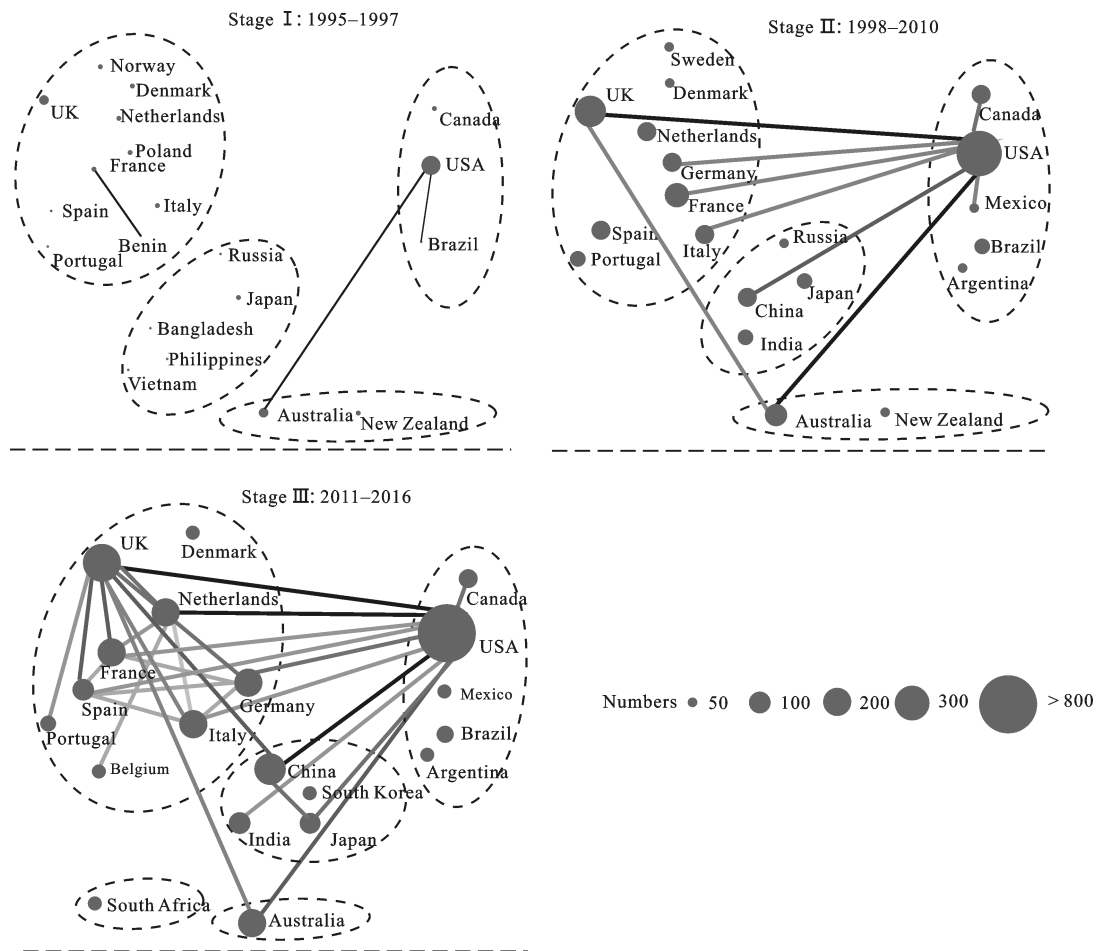 Stage Ⅰ: 1995–1997
Norway
Denmark
UK
Netherlands
Poland
France
Spain
Italy
Benin
Portugal
Russia
Japan
Bangladesh
Philippines
Vietnam
Canada
USA
Brazil
Australia
New Zealand
Stage Ⅱ: 1998–2010
Sweden
UK
Denmark
Netherlands
Germany
France
Spain
Italy
Portugal
Russia
Japan
China
India
Canada
USA
Mexico
Brazil
Argentina
Australia
New Zealand
Stage Ⅲ: 2011–2016
UK
Denmark
Netherlands
France
Spain
Germany
Portugal
Italy
Belgium
China
South Korea
India
Japan
Canada
USA
Mexico
Brazil
Argentina
South Africa
Australia
Numbers 50 100 200 300 >800